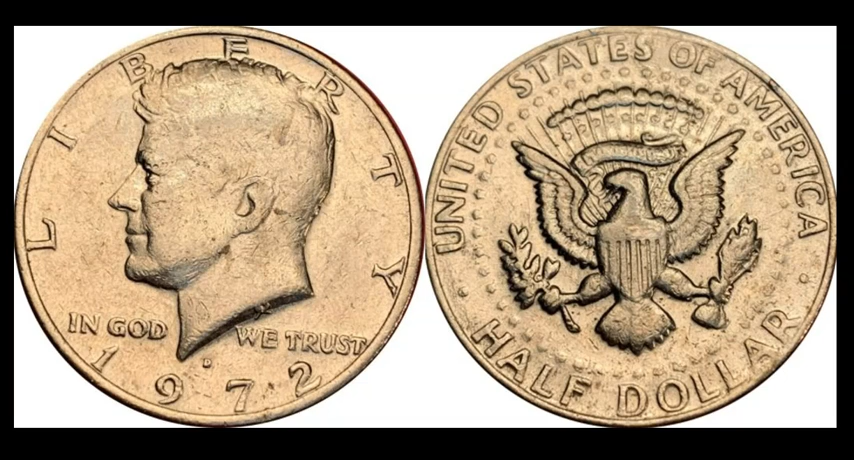 LIBERTY
IN GOD WE TRUST
D
1972
UNITED STATES OF AMERICA
HALF DOLLAR